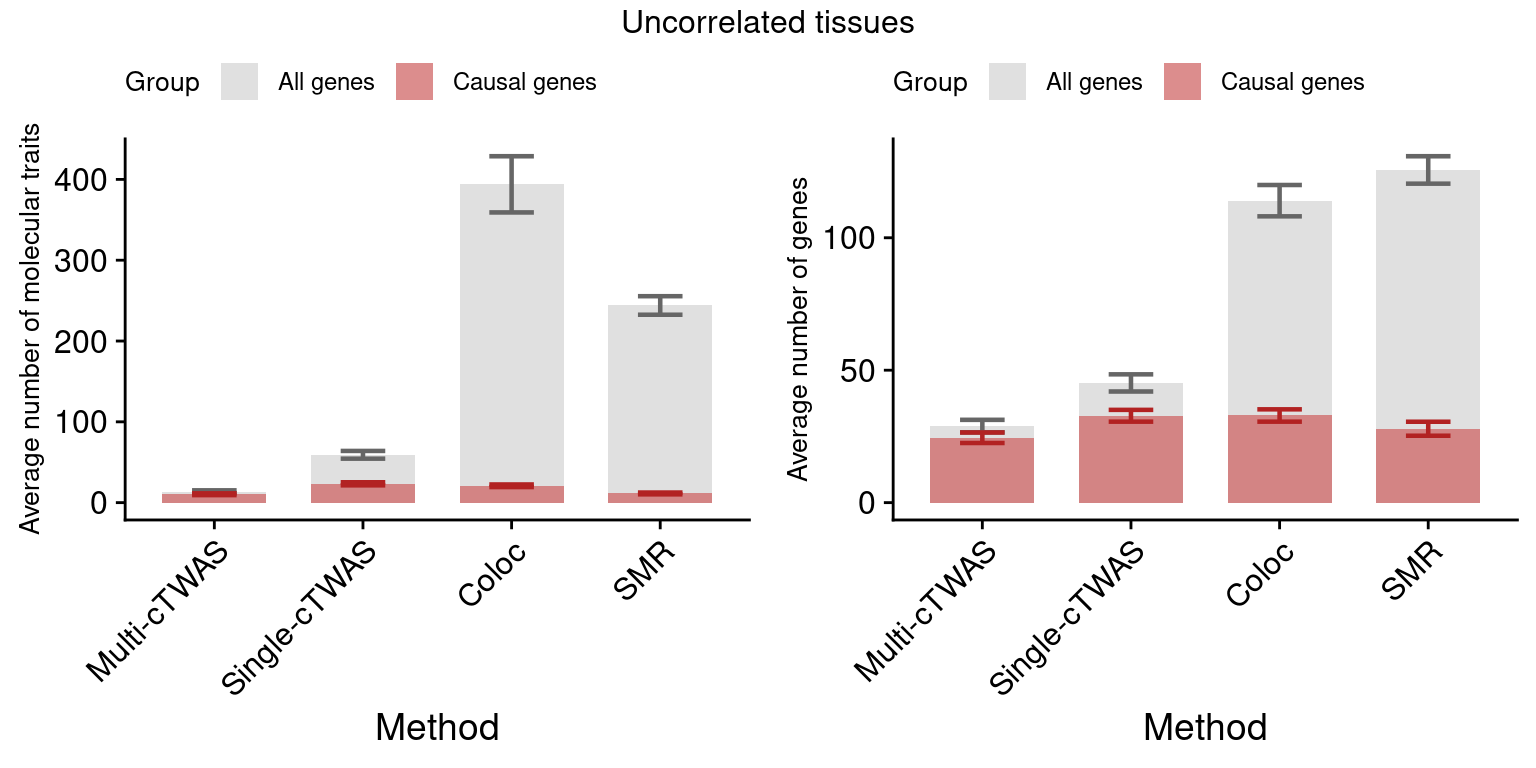 Uncorrelated tissues
Group All genes Causal genes
Average number of molecular traits
400
300
200
100
0
Multi-cTWAS
Single-cTWAS
Coloc
SMR
Method
Group All genes Causal genes
Average number of genes
100
50
0
Multi-cTWAS
Single-cTWAS
Coloc
SMR
Method